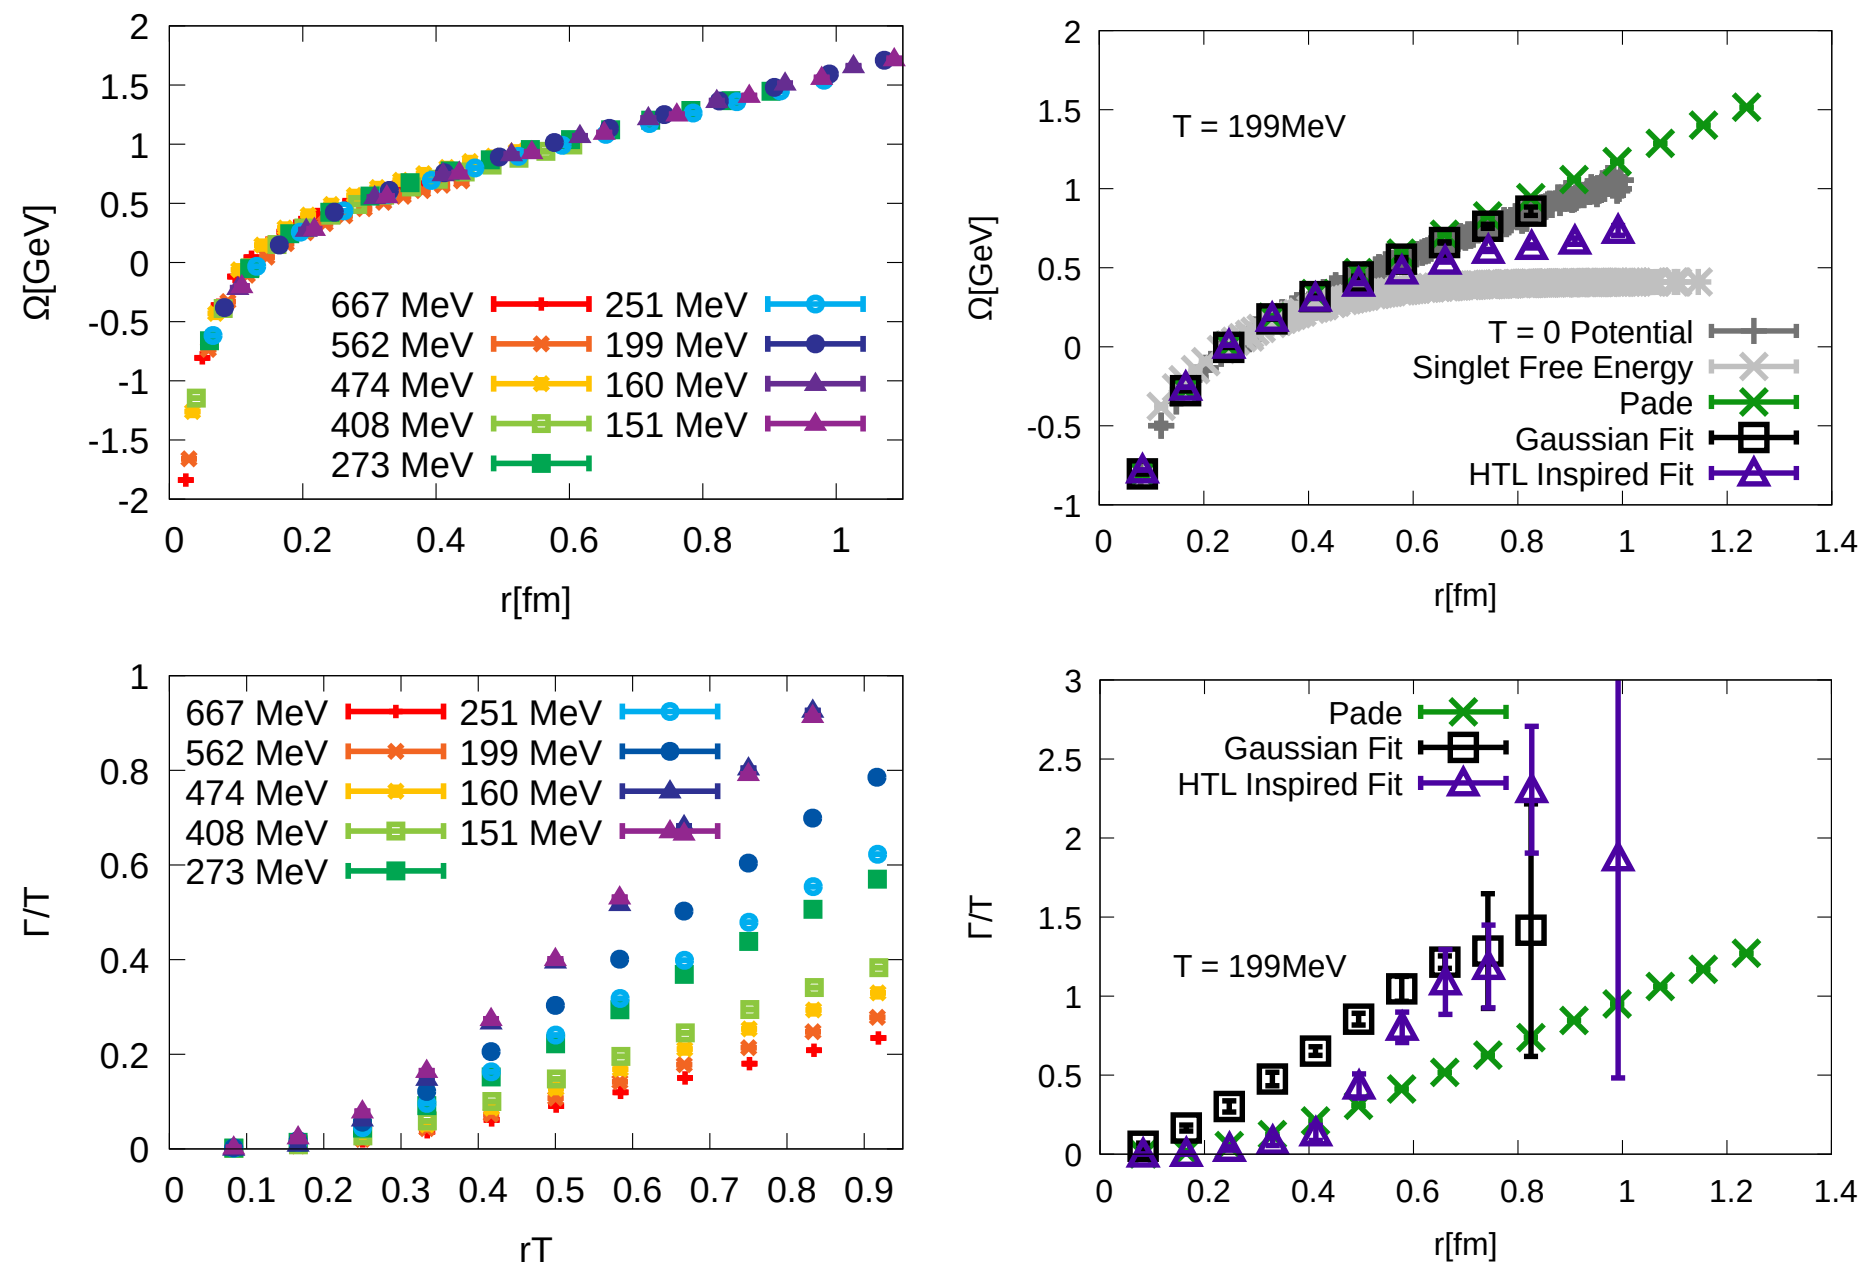 2
1.5
1
0.5
0
-0.5
-1
-1.5
-2
Ω[GeV]
667 MeV
562 MeV
474 MeV
408 MeV
273 MeV
251 MeV
199 MeV
160 MeV
151 MeV
0 0.2 0.4 0.6 0.8 1
r[fm]
2
1.5
1
0.5
0
-0.5
-1
Ω[GeV]
T = 199MeV
T = 0 Potential
Singlet Free Energy
Pade
Gaussian Fit
HTL Inspired Fit
0 0.2 0.4 0.6 0.8 1 1.2 1.4
r[fm]
1
0.8
0.6
0.4
0.2
0
Γ/T
667 MeV
562 MeV
474 MeV
408 MeV
273 MeV
251 MeV
199 MeV
160 MeV
151 MeV
0 0.1 0.2 0.3 0.4 0.5 0.6 0.7 0.8 0.9
rT
3
2.5
2
1.5
1
0.5
0
Γ/T
Pade
Gaussian Fit
HTL Inspired Fit
T = 199MeV
0 0.2 0.4 0.6 0.8 1 1.2 1.4
r[fm]